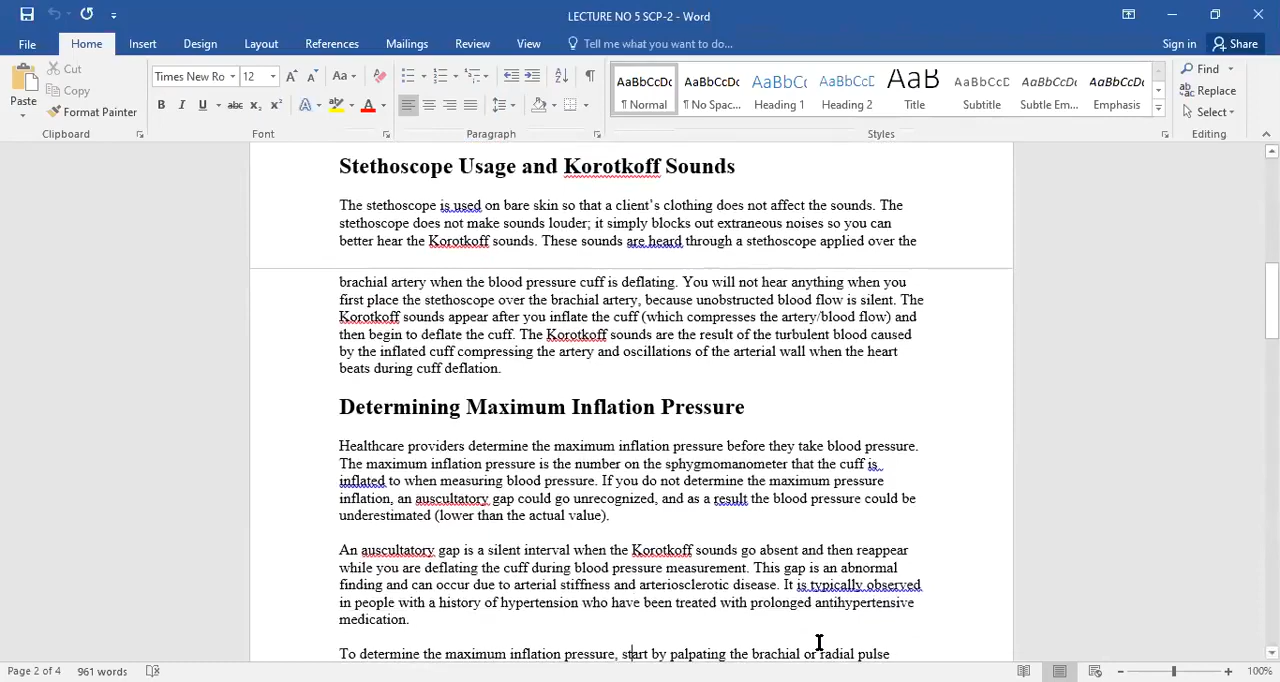 LECTURE NO 5 SCP-2 - Word
File Home Insert Design Layout References Mailings Review View Tell me what you want to do... Sign in Share
Paste Cut Copy Format Painter Clipboard
Times New Ro 12 Aa
B I U abc X₂ X² A A Font
Paragraph
AaBbCcDc AaBbCcDc AaBbCc AaBbCcE AaB AaBbCcD AaBbCcDc AaBbCcDc
¶ Normal ¶ No Spac... Heading 1 Heading 2 Title Subtitle Subtle Em... Emphasis
Styles
Find Replace Select Editing
Stethoscope Usage and Korotkoff Sounds
The stethoscope is used on bare skin so that a client's clothing does not affect the sounds. The
stethoscope does not make sounds louder; it simply blocks out extraneous noises so you can
better hear the Korotkoff sounds. These sounds are heard through a stethoscope applied over the
brachial artery when the blood pressure cuff is deflating. You will not hear anything when you
first place the stethoscope over the brachial artery, because unobstructed blood flow is silent. The
Korotkoff sounds appear after you inflate the cuff (which compresses the artery/blood flow) and
then begin to deflate the cuff. The Korotkoff sounds are the result of the turbulent blood caused
by the inflated cuff compressing the artery and oscillations of the arterial wall when the heart
beats during cuff deflation.
Determining Maximum Inflation Pressure
Healthcare providers determine the maximum inflation pressure before they take blood pressure.
The maximum inflation pressure is the number on the sphygmomanometer that the cuff is
inflated to when measuring blood pressure. If you do not determine the maximum pressure
inflation, an auscultatory gap could go unrecognized, and as a result the blood pressure could be
underestimated (lower than the actual value).
An auscultatory gap is a silent interval when the Korotkoff sounds go absent and then reappear
while you are deflating the cuff during blood pressure measurement. This gap is an abnormal
finding and can occur due to arterial stiffness and arteriosclerotic disease. It is typically observed
in people with a history of hypertension who have been treated with prolonged antihypertensive
medication.
To determine the maximum inflation pressure, start by palpating the brachial or radial pulse
Page 2 of 4 961 words 100%